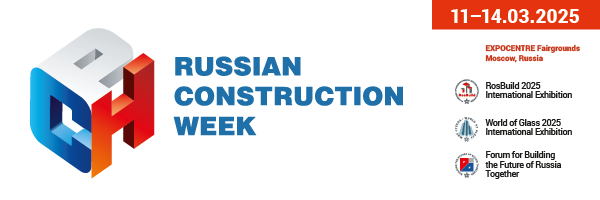 RUSSIAN
CONSTRUCTION
WEEK
11–14.03.2025
EXPOCENTRE Fairgrounds
Moscow, Russia
RosBuild 2025
International Exhibition
World of Glass 2025
International Exhibition
Forum for Building
the Future of Russia
Together